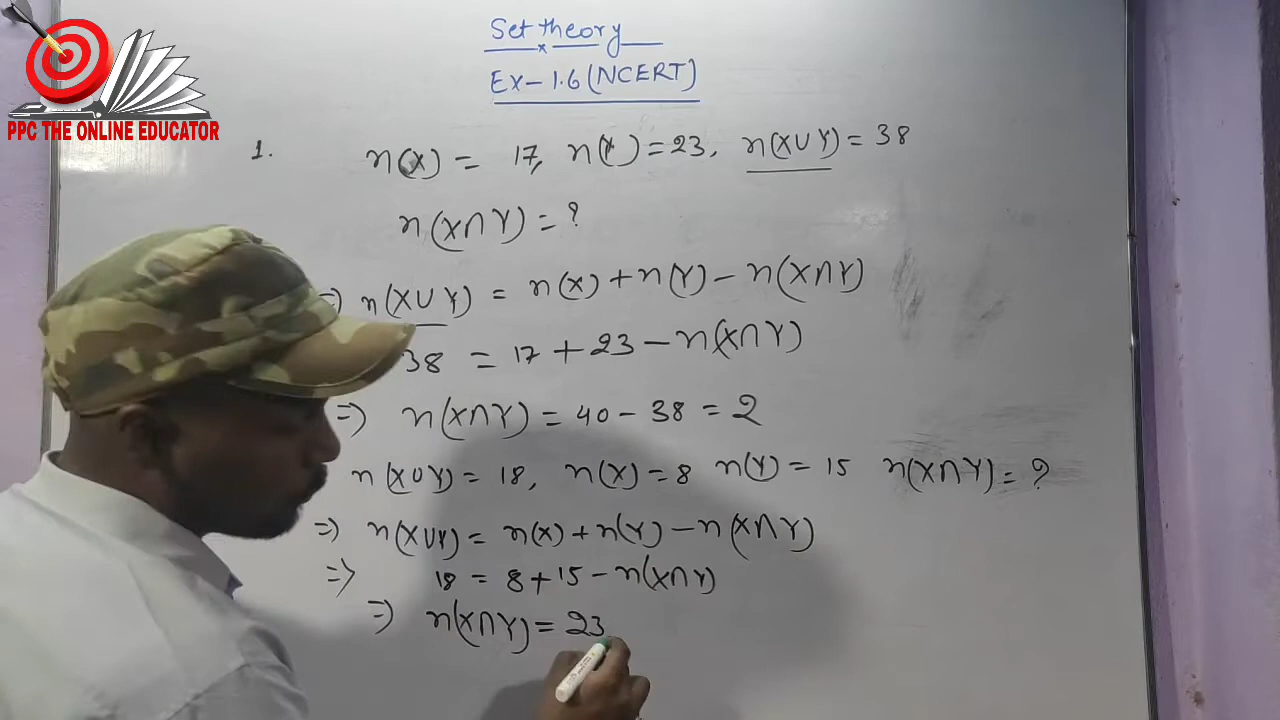 PPC THE ONLINE EDUCATOR
Set theory
Ex-1.6 (NCERT)
1. n(X) = 17, n(Y) = 23, n(X∪Y) = 38
n(X∩Y) = ?
=) n(X∪Y) = n(X) + n(Y) - n(X∩Y)
38 = 17 + 23 - n(X∩Y)
=) n(X∩Y) = 40 - 38 = 2
n(X∪Y) = 18, n(X) = 8 n(Y) = 15 n(X∩Y) = ?
=) n(X∪Y) = n(X) + n(Y) - n(X∩Y)
=) 18 = 8 + 15 - n(X∩Y)
=) n(X∩Y) = 23